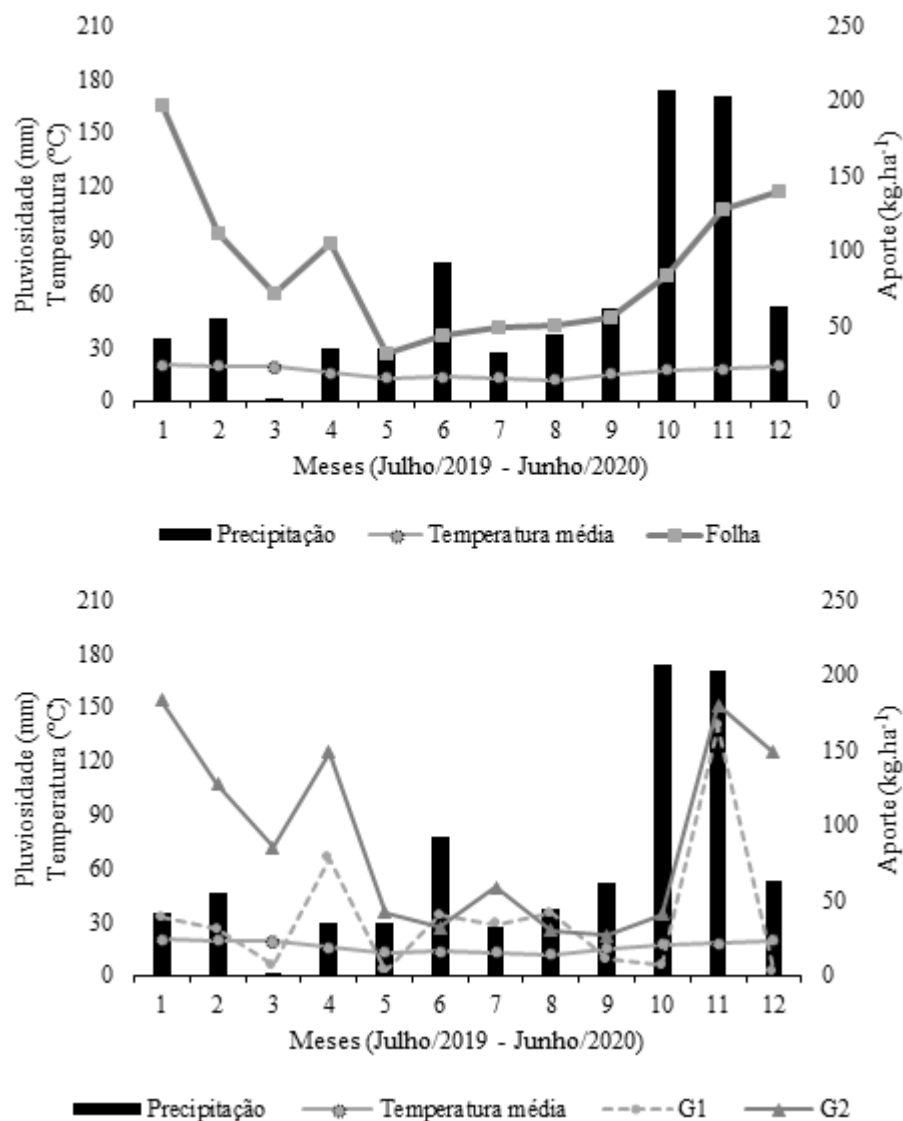 210
180
150
120
90
60
30
0
Pluviosidade (mm)
Temperatura (ºC)
250
200
150
100
50
0
Aporte (kg.ha-1)
1 2 3 4 5 6 7 8 9 10 11 12
Meses (Julho/2019 - Junho/2020)
Precipitação Temperatura média Folha
210
180
150
120
90
60
30
0
Pluviosidade (mm)
Temperatura (ºC)
250
200
150
100
50
0
Aporte (kg.ha-1)
1 2 3 4 5 6 7 8 9 10 11 12
Meses (Julho/2019 - Junho/2020)
Precipitação Temperatura média G1 G2